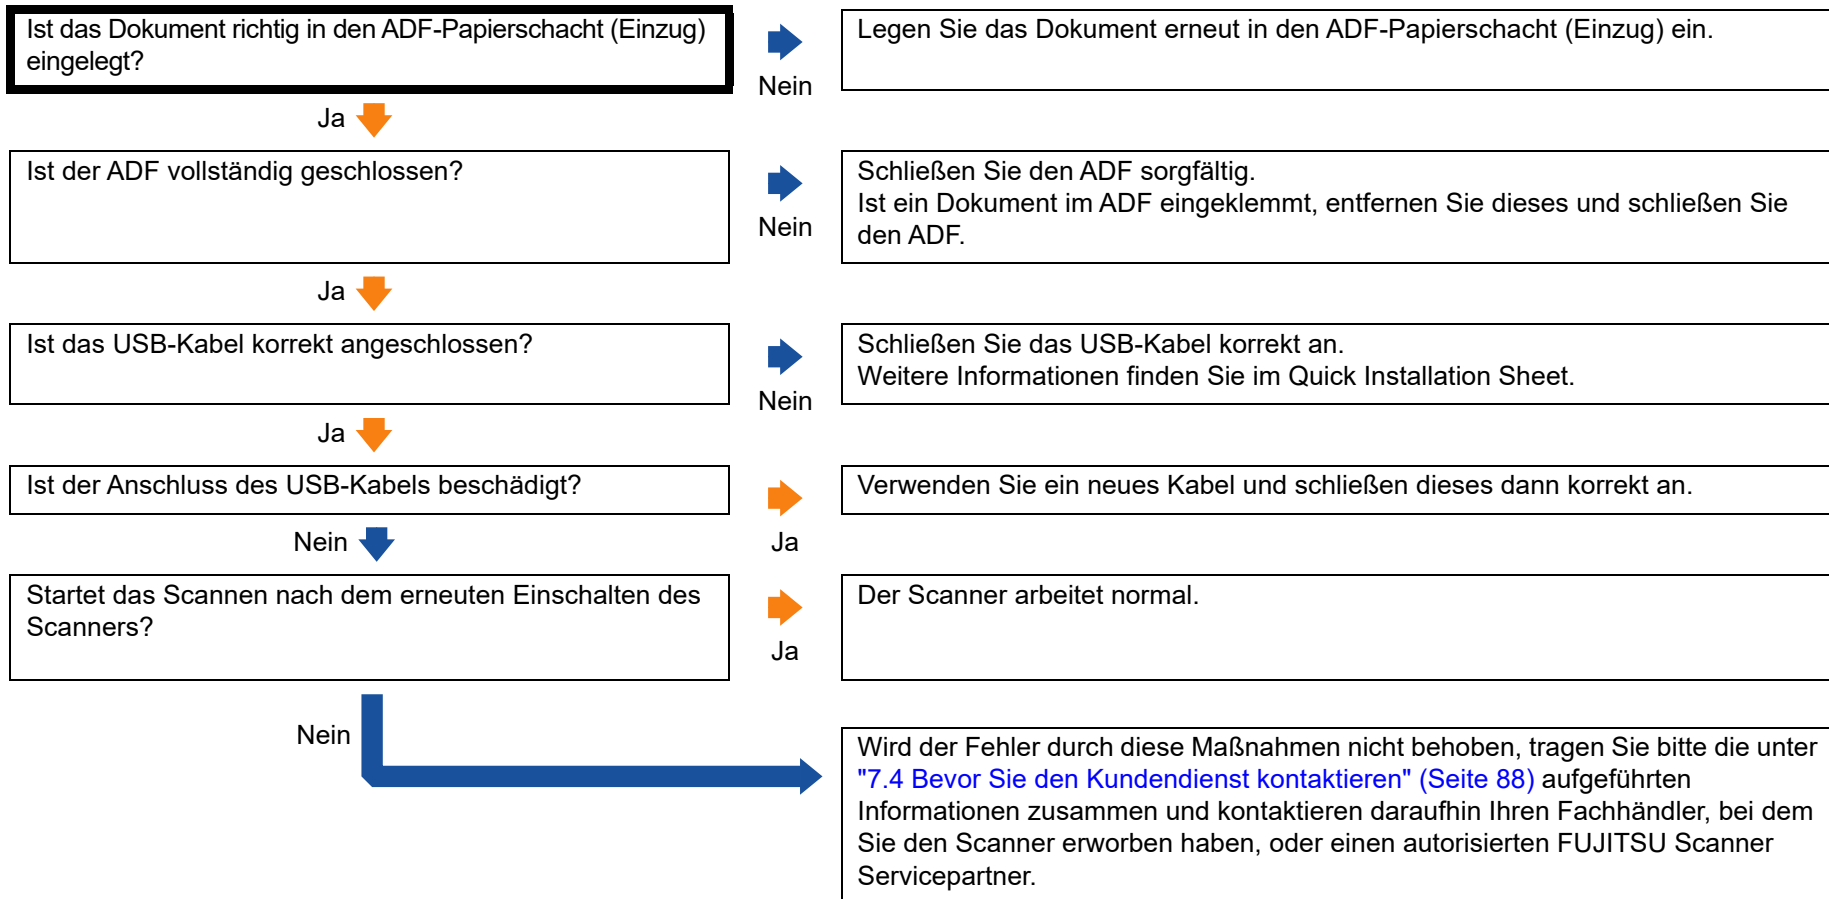 Ist das Dokument richtig in den ADF-Papierschacht (Einzug)
eingelegt?
Nein
Legen Sie das Dokument erneut in den ADF-Papierschacht (Einzug) ein.
Ja
Ist der ADF vollständig geschlossen?
Nein
Schließen Sie den ADF sorgfältig.
Ist ein Dokument im ADF eingeklemmt, entfernen Sie dieses und schließen Sie
den ADF.
Ja
Ist das USB-Kabel korrekt angeschlossen?
Nein
Schließen Sie das USB-Kabel korrekt an.
Weitere Informationen finden Sie im Quick Installation Sheet.
Ja
Ist der Anschluss des USB-Kabels beschädigt?
Ja
Verwenden Sie ein neues Kabel und schließen dieses dann korrekt an.
Nein
Startet das Scannen nach dem erneuten Einschalten des
Scanners?
Ja
Der Scanner arbeitet normal.
Nein
Wird der Fehler durch diese Maßnahmen nicht behoben, tragen Sie bitte die unter
"7.4 Bevor Sie den Kundendienst kontaktieren" (Seite 88) aufgeführten
Informationen zusammen und kontaktieren daraufhin Ihren Fachhändler, bei dem
Sie den Scanner erworben haben, oder einen autorisierten FUJITSU Scanner
Servicepartner.